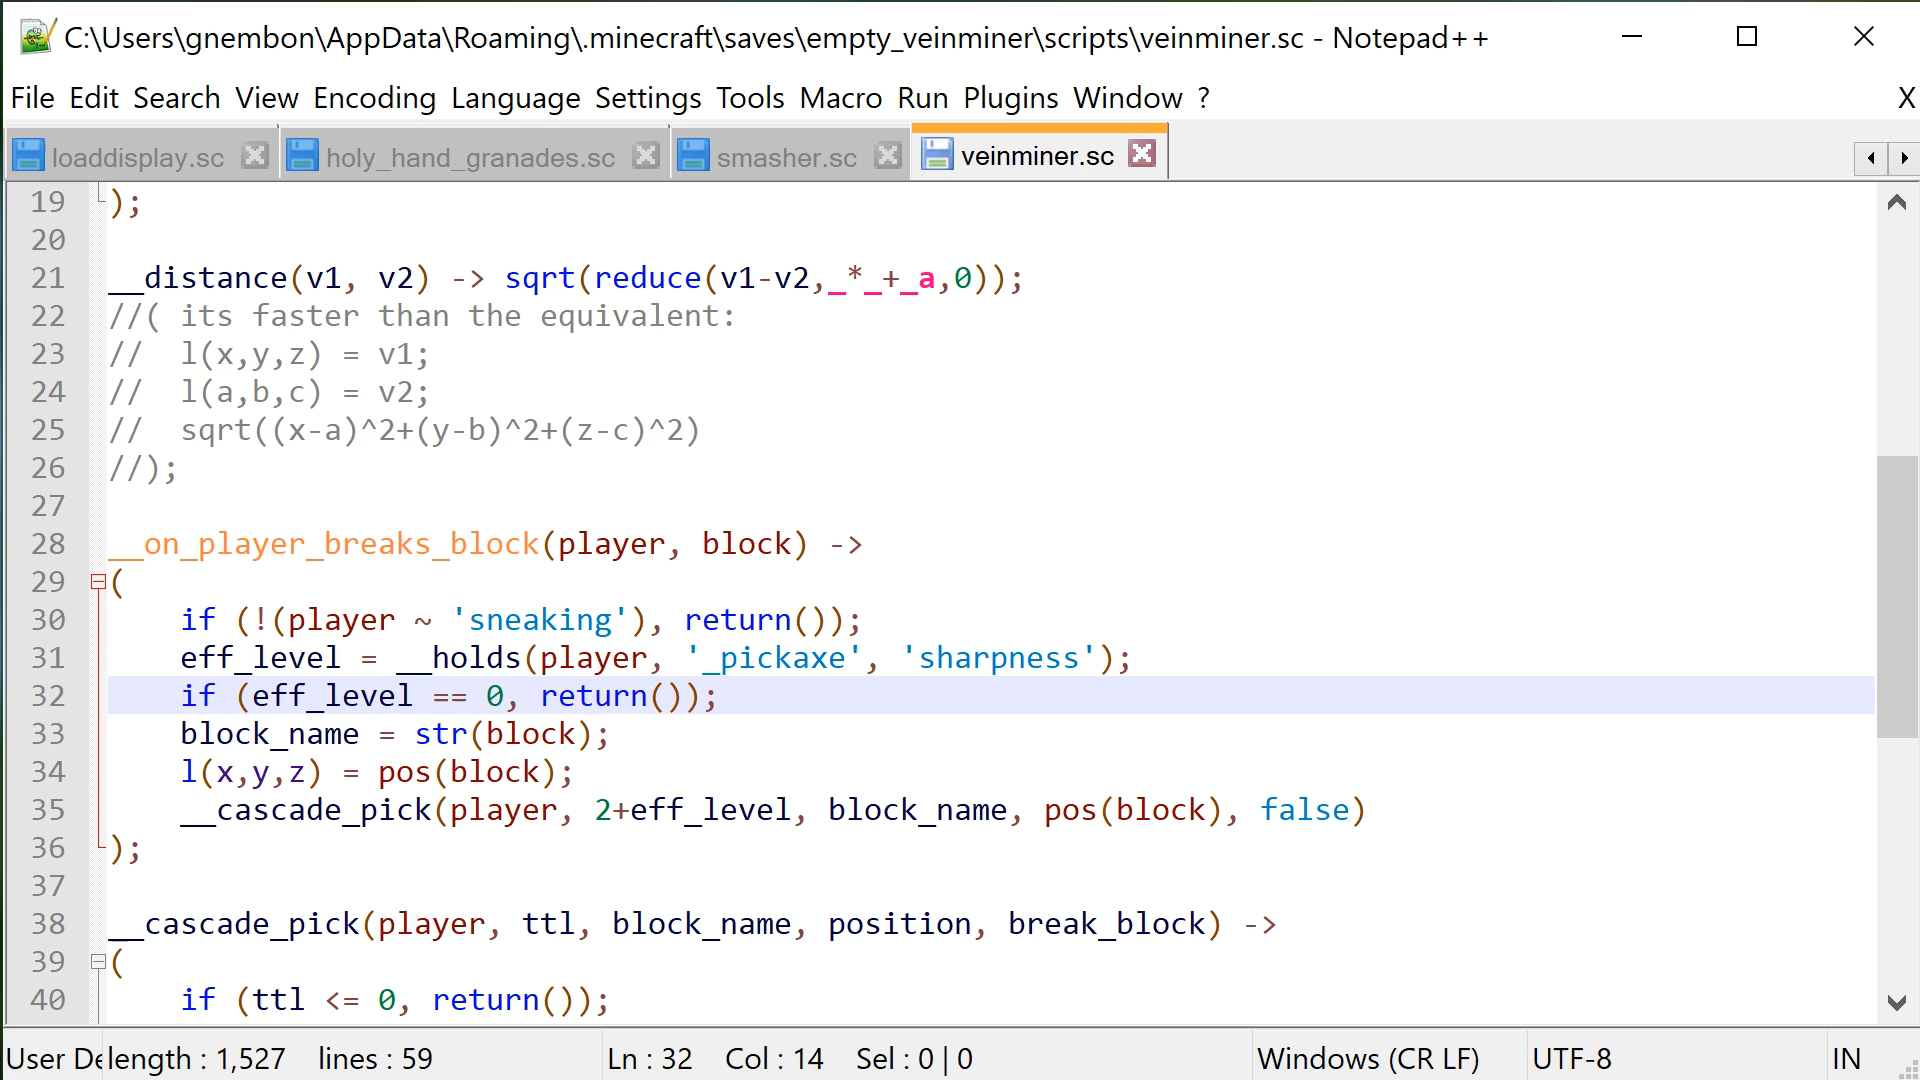 C:\Users\gnembon\AppData\Roaming\.minecraft\saves\empty_veinminer\scripts\veinminer.sc - Notepad++
File Edit Search View Encoding Language Settings Tools Macro Run Plugins Window ? X
loaddisplay.sc holy_hand_granades.sc smasher.sc veinminer.sc
19 );
20
21 __distance(v1, v2) -> sqrt(reduce(v1-v2,_*_+_a,0));
22 //( its faster than the equivalent:
23 //  l(x,y,z) = v1;
24 //  l(a,b,c) = v2;
25 //  sqrt((x-a)^2+(y-b)^2+(z-c)^2)
26 //);
27
28 __on_player_breaks_block(player, block) ->
29 (
30     if (!(player ~ 'sneaking'), return());
31     eff_level = __holds(player, '_pickaxe', 'sharpness');
32     if (eff_level == 0, return());
33     block_name = str(block);
34     l(x,y,z) = pos(block);
35     __cascade_pick(player, 2+eff_level, block_name, pos(block), false)
36 );
37
38 __cascade_pick(player, ttl, block_name, position, break_block) ->
39 (
40     if (ttl <= 0, return());
User De length : 1,527 lines : 59 Ln : 32 Col : 14 Sel : 0 | 0 Windows (CR LF) UTF-8 IN